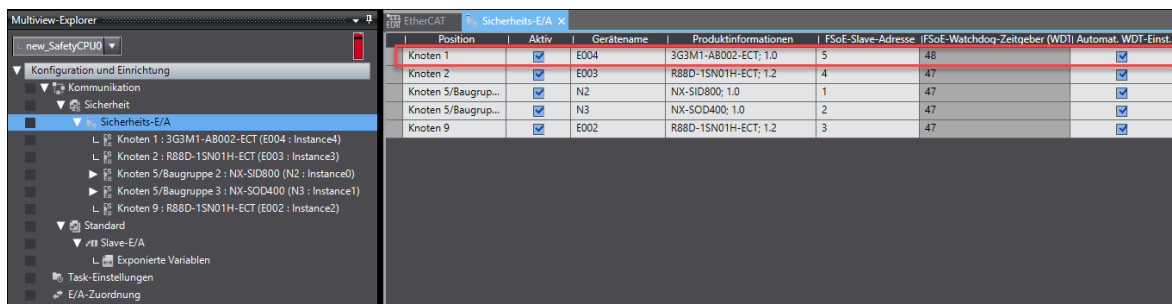 Multiview-Explorer
new_SafetyCPU0
Konfiguration und Einrichtung
Kommunikation
Sicherheit
Sicherheits-E/A
Knoten 1 : 3G3M1-AB002-ECT (E004 : Instance4)
Knoten 2 : R88D-1SN01H-ECT (E003 : Instance3)
Knoten 5/Baugruppe 2 : NX-SID800 (N2 : Instance0)
Knoten 5/Baugruppe 3 : NX-SOD400 (N3 : Instance1)
Knoten 9 : R88D-1SN01H-ECT (E002 : Instance2)
Standard
Slave-E/A
Exponierte Variablen
Task-Einstellungen
E/A-Zuordnung
EtherCAT Sicherheits-E/A
Position Aktiv Gerätename Produktinformationen FSoE-Slave-Adresse FSoE-Watchdog-Zeitgeber (WDT Automat. WDT-Einst.
Knoten 1 E004 3G3M1-AB002-ECT; 1.0 5 48
Knoten 2 E003 R88D-1SN01H-ECT; 1.2 4 47
Knoten 5/Baugrup... N2 NX-SID800; 1.0 1 47
Knoten 5/Baugrup... N3 NX-SOD400; 1.0 2 47
Knoten 9 E002 R88D-1SN01H-ECT; 1.2 3 47